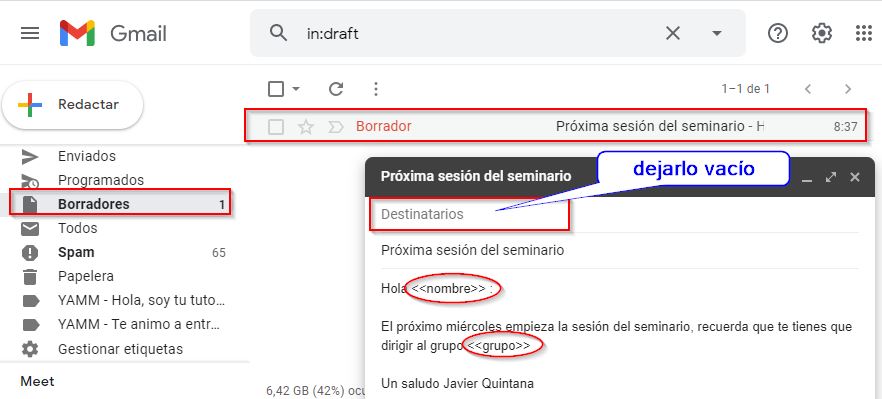 Gmail
in:draft
Redactar
1–1 de 1
Borrador Próxima sesión del seminario - H 8:37
Enviados
Programados
Borradores 1
Todos
Spam 65
Papelera
YAMM - Hola, soy tu tuto...
YAMM - Te animo a entr...
Gestionar etiquetas
Meet
Próxima sesión del seminario
dejarlo vacío
Destinatarios
Próxima sesión del seminario
Hola <<nombre>> :
El próximo miércoles empieza la sesión del seminario, recuerda que te tienes que
dirigir al grupo <<grupo>>
Un saludo Javier Quintana
6,42 GB (42%) ocu